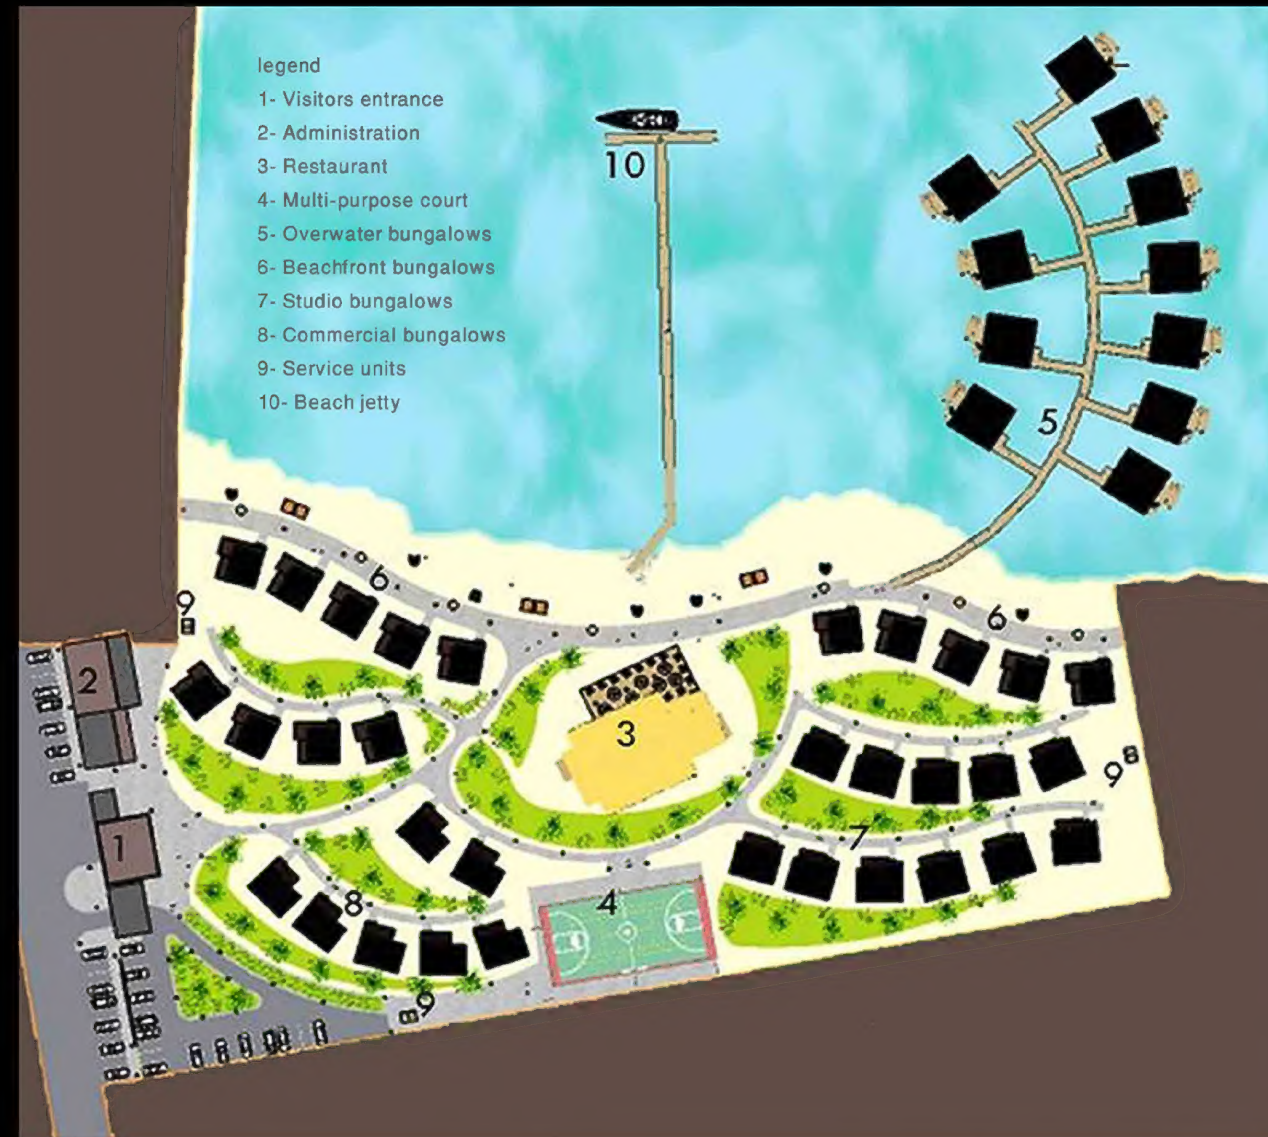 legend
1- Visitors entrance
2- Administration
3- Restaurant
4- Multi-purpose court
5- Overwater bungalows
6- Beachfront bungalows
7- Studio bungalows
8- Commercial bungalows
9- Service units
10- Beach jetty
10
5
6
9
6
2
3
9
1
7
8
4
9